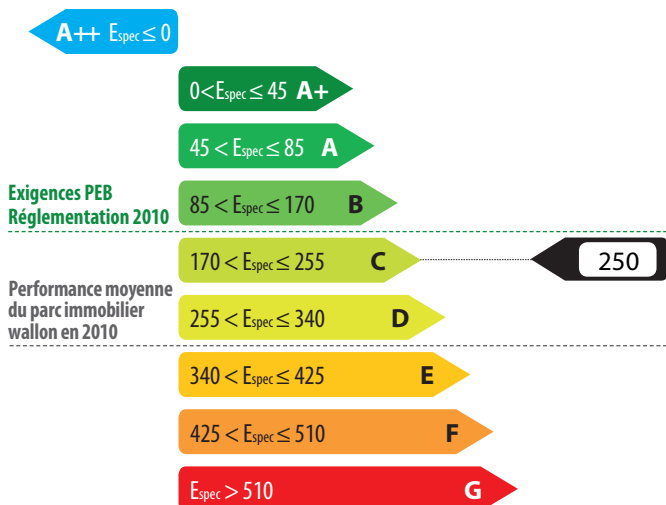 A++ Espec ≤ 0
0<Espec ≤ 45 A+
45 < Espec ≤ 85 A
Exigences PEB
Réglementation 2010
85 < Espec ≤ 170 B
170 < Espec ≤ 255 C
250
Performance moyenne
du parc immobilier
wallon en 2010
255 < Espec ≤ 340 D
340 < Espec ≤ 425 E
425 < Espec ≤ 510 F
Espec > 510 G